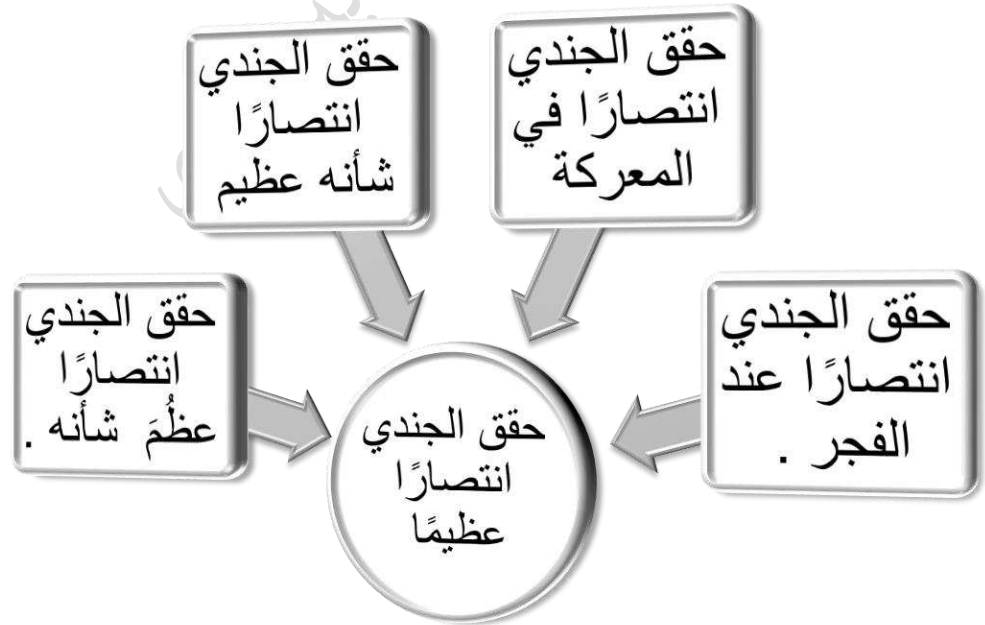 حقق الجندي
انتصارًا في
المعركة
حقق الجندي
انتصارًا
شأنه عظيم
حقق الجندي
انتصارًا عند
الفجر .
حقق الجندي
انتصارًا
عظُمَ شأنه .
حقق الجندي
انتصارًا
عظيمًا